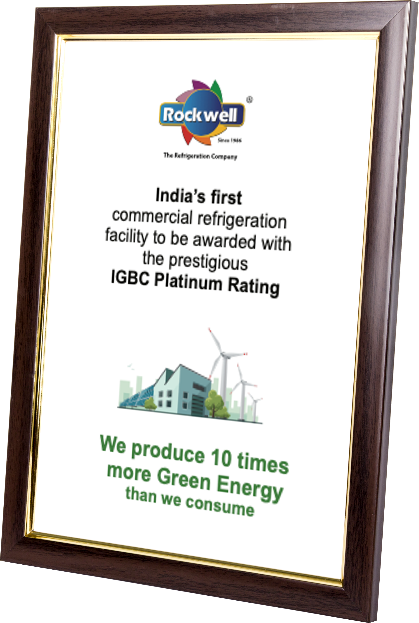 Rockwell
®
Since 1986
The Refrigeration Company
India's first
commercial refrigeration
facility to be awarded with
the prestigious
IGBC Platinum Rating
We produce 10 times
more Green Energy
than we consume